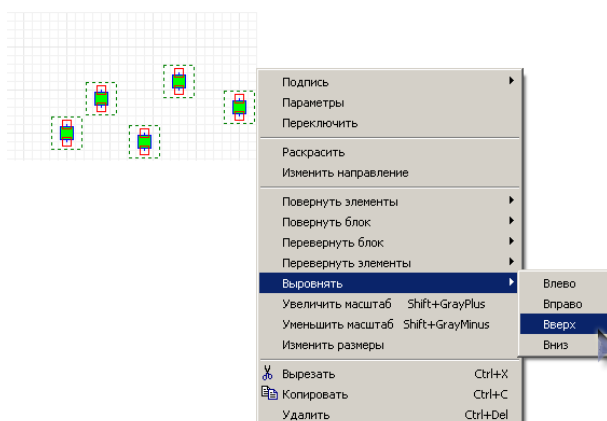 Подпись
Параметры
Переключить
Раскрасить
Изменить направление
Повернуть элементы
Повернуть блок
Перевернуть блок
Перевернуть элементы
Выровнять
Влево
Увеличить масштаб Shift+GrayPlus
Вправо
Уменьшить масштаб Shift+GrayMinus
Вверх
Изменить размеры
Вниз
Вырезать Ctrl+X
Копировать Ctrl+C
Удалить Ctrl+Del